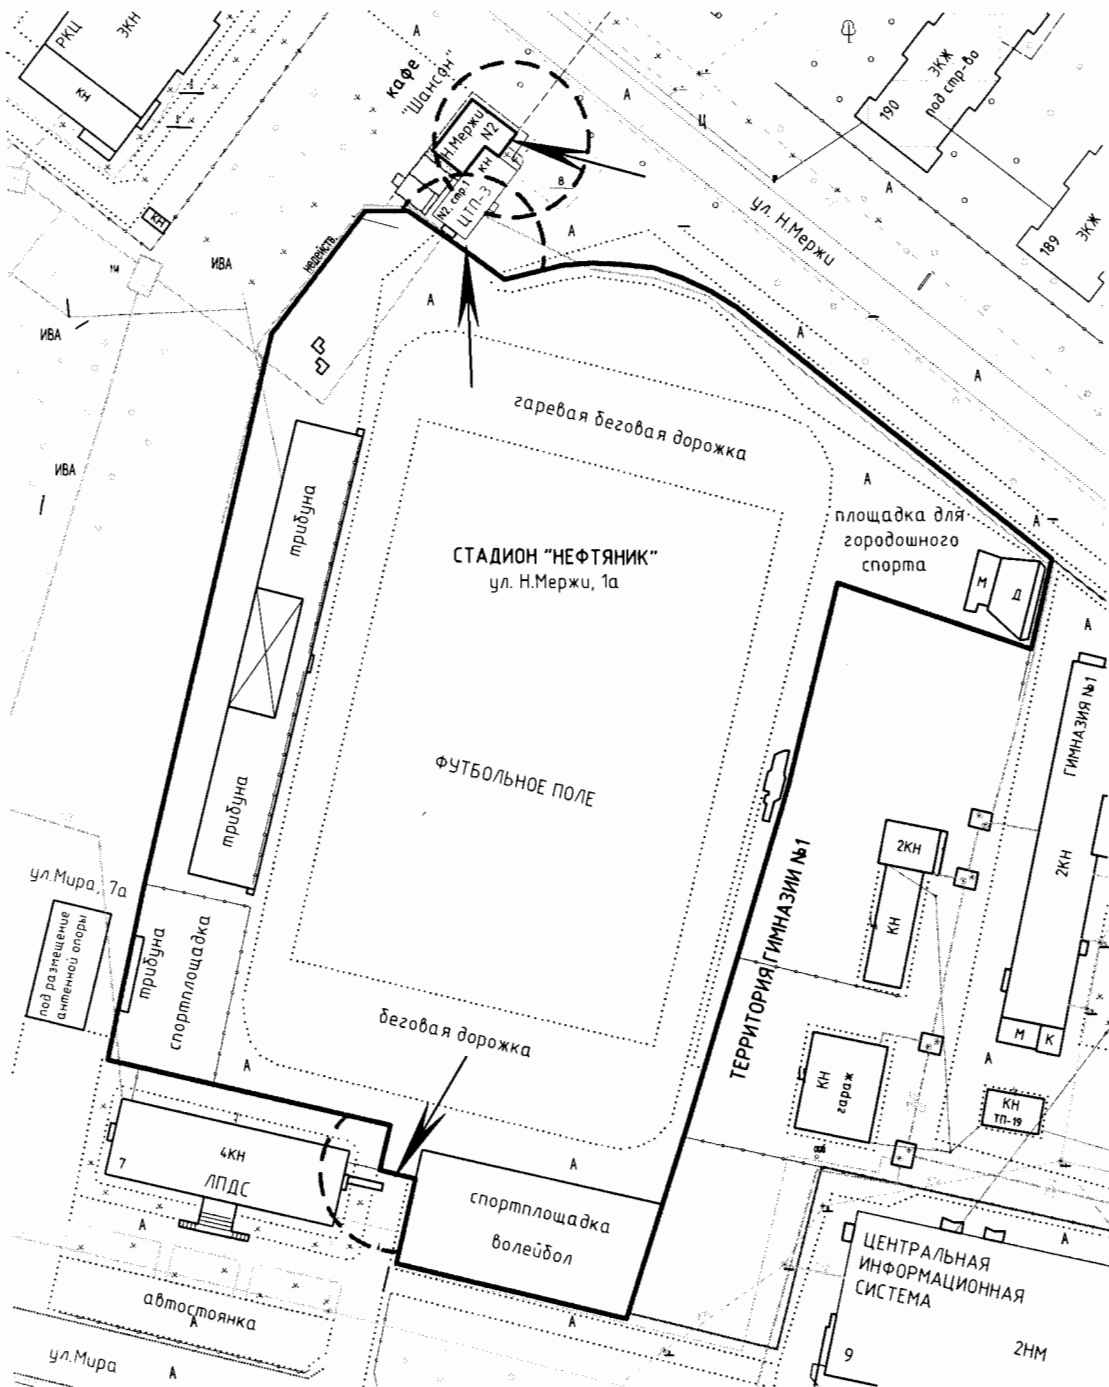 РКЦ
3КН
КН
кафе
"Шансон"
А
А
Ц
190
3КЖ
под стр-во
А
Н.Мержи
N2
КН
N2, стр.1
ЦТП-3
8
А
ул. Н.Мержи
189
3КЖ
КН
недейств.
ИВА
ИВА
ИВА
А
А
А
гаревая беговая дорожка
А
площадка для
городошного
спорта
А
М
Д
А
трибуна
СТАДИОН "НЕФТЯНИК"
ул. Н.Мержи, 1а
ГИМНАЗИЯ №1
2КН
М
К
ФУТБОЛЬНОЕ ПОЛЕ
трибуна
2КН
КН
ТЕРРИТОРИЯ ГИМНАЗИИ №1
ул.Мира, 7а
под размещение
антенной опоры
трибуна
спортплощадка
беговая дорожка
А
КН
гараж
А
КН
ТП-19
4КН
7
ЛПДС
А
спортплощадка
волейбол
А
ЦЕНТРАЛЬНАЯ
ИНФОРМАЦИОННАЯ
СИСТЕМА
9
2НМ
А
автостоянка
А
А
ул.Мира
А